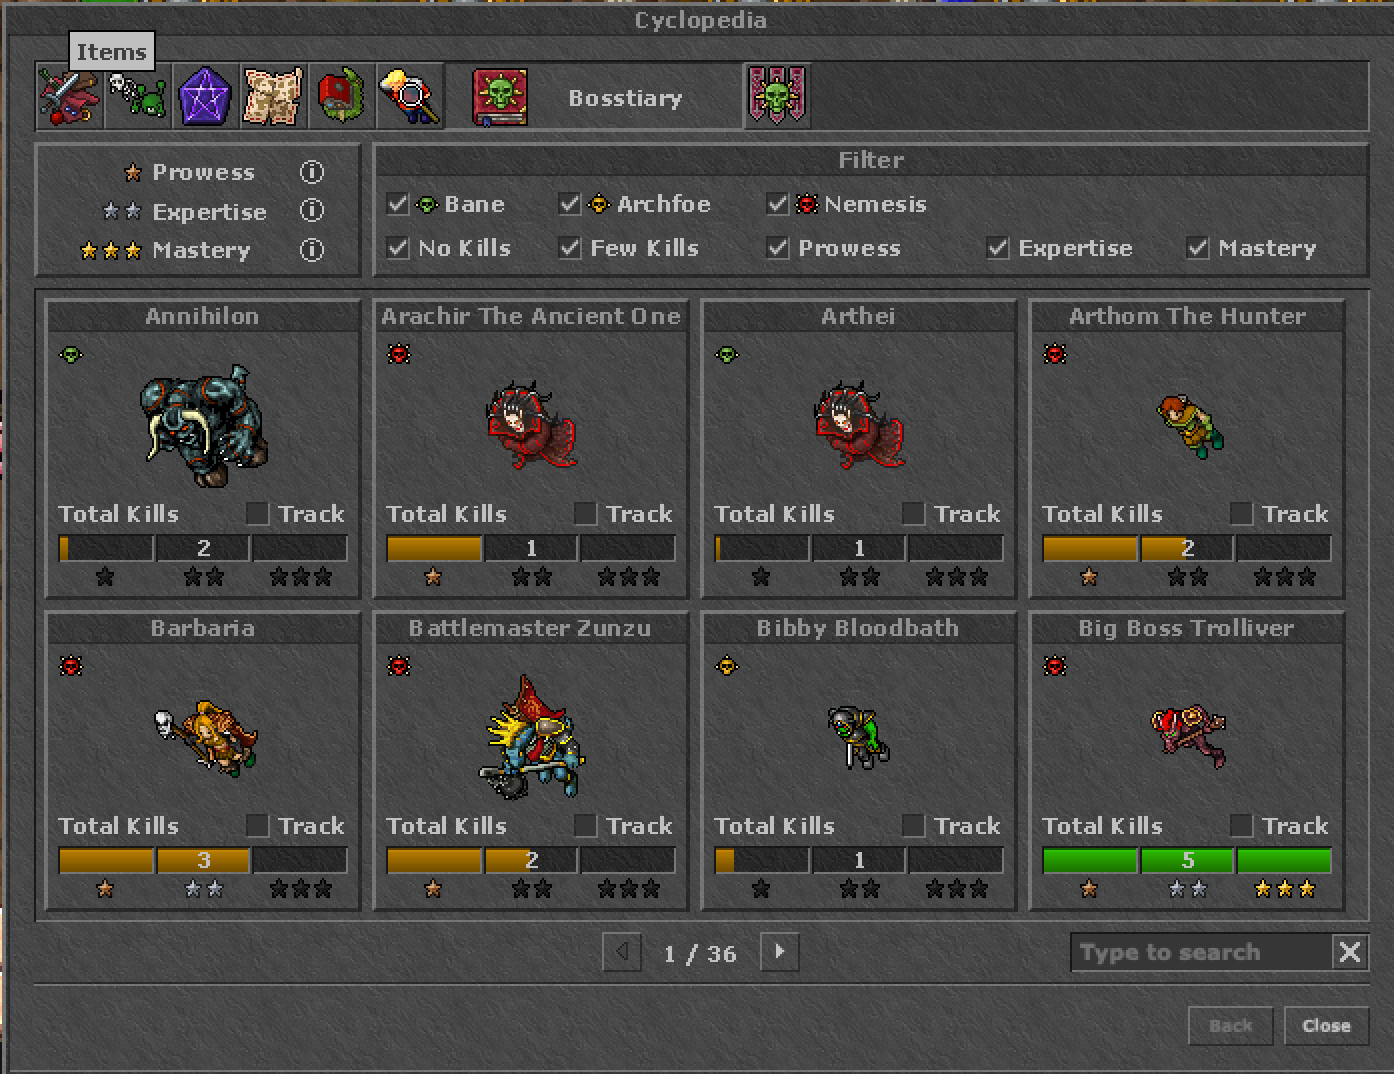 Cyclopedia
Items
Bosstiary
Prowess
Expertise
Mastery
Filter
Bane Archfoe Nemesis
No Kills Few Kills Prowess Expertise Mastery
Annihilon Arachir The Ancient One Arthei Arthom The Hunter
Total Kills Track Total Kills Track Total Kills Track Total Kills Track
2 1 1 2
Barbaria Battlemaster Zunzu Bibby Bloodbath Big Boss Trolliver
Total Kills Track Total Kills Track Total Kills Track Total Kills Track
3 2 1 5
1 / 36 Type to search
Back Close